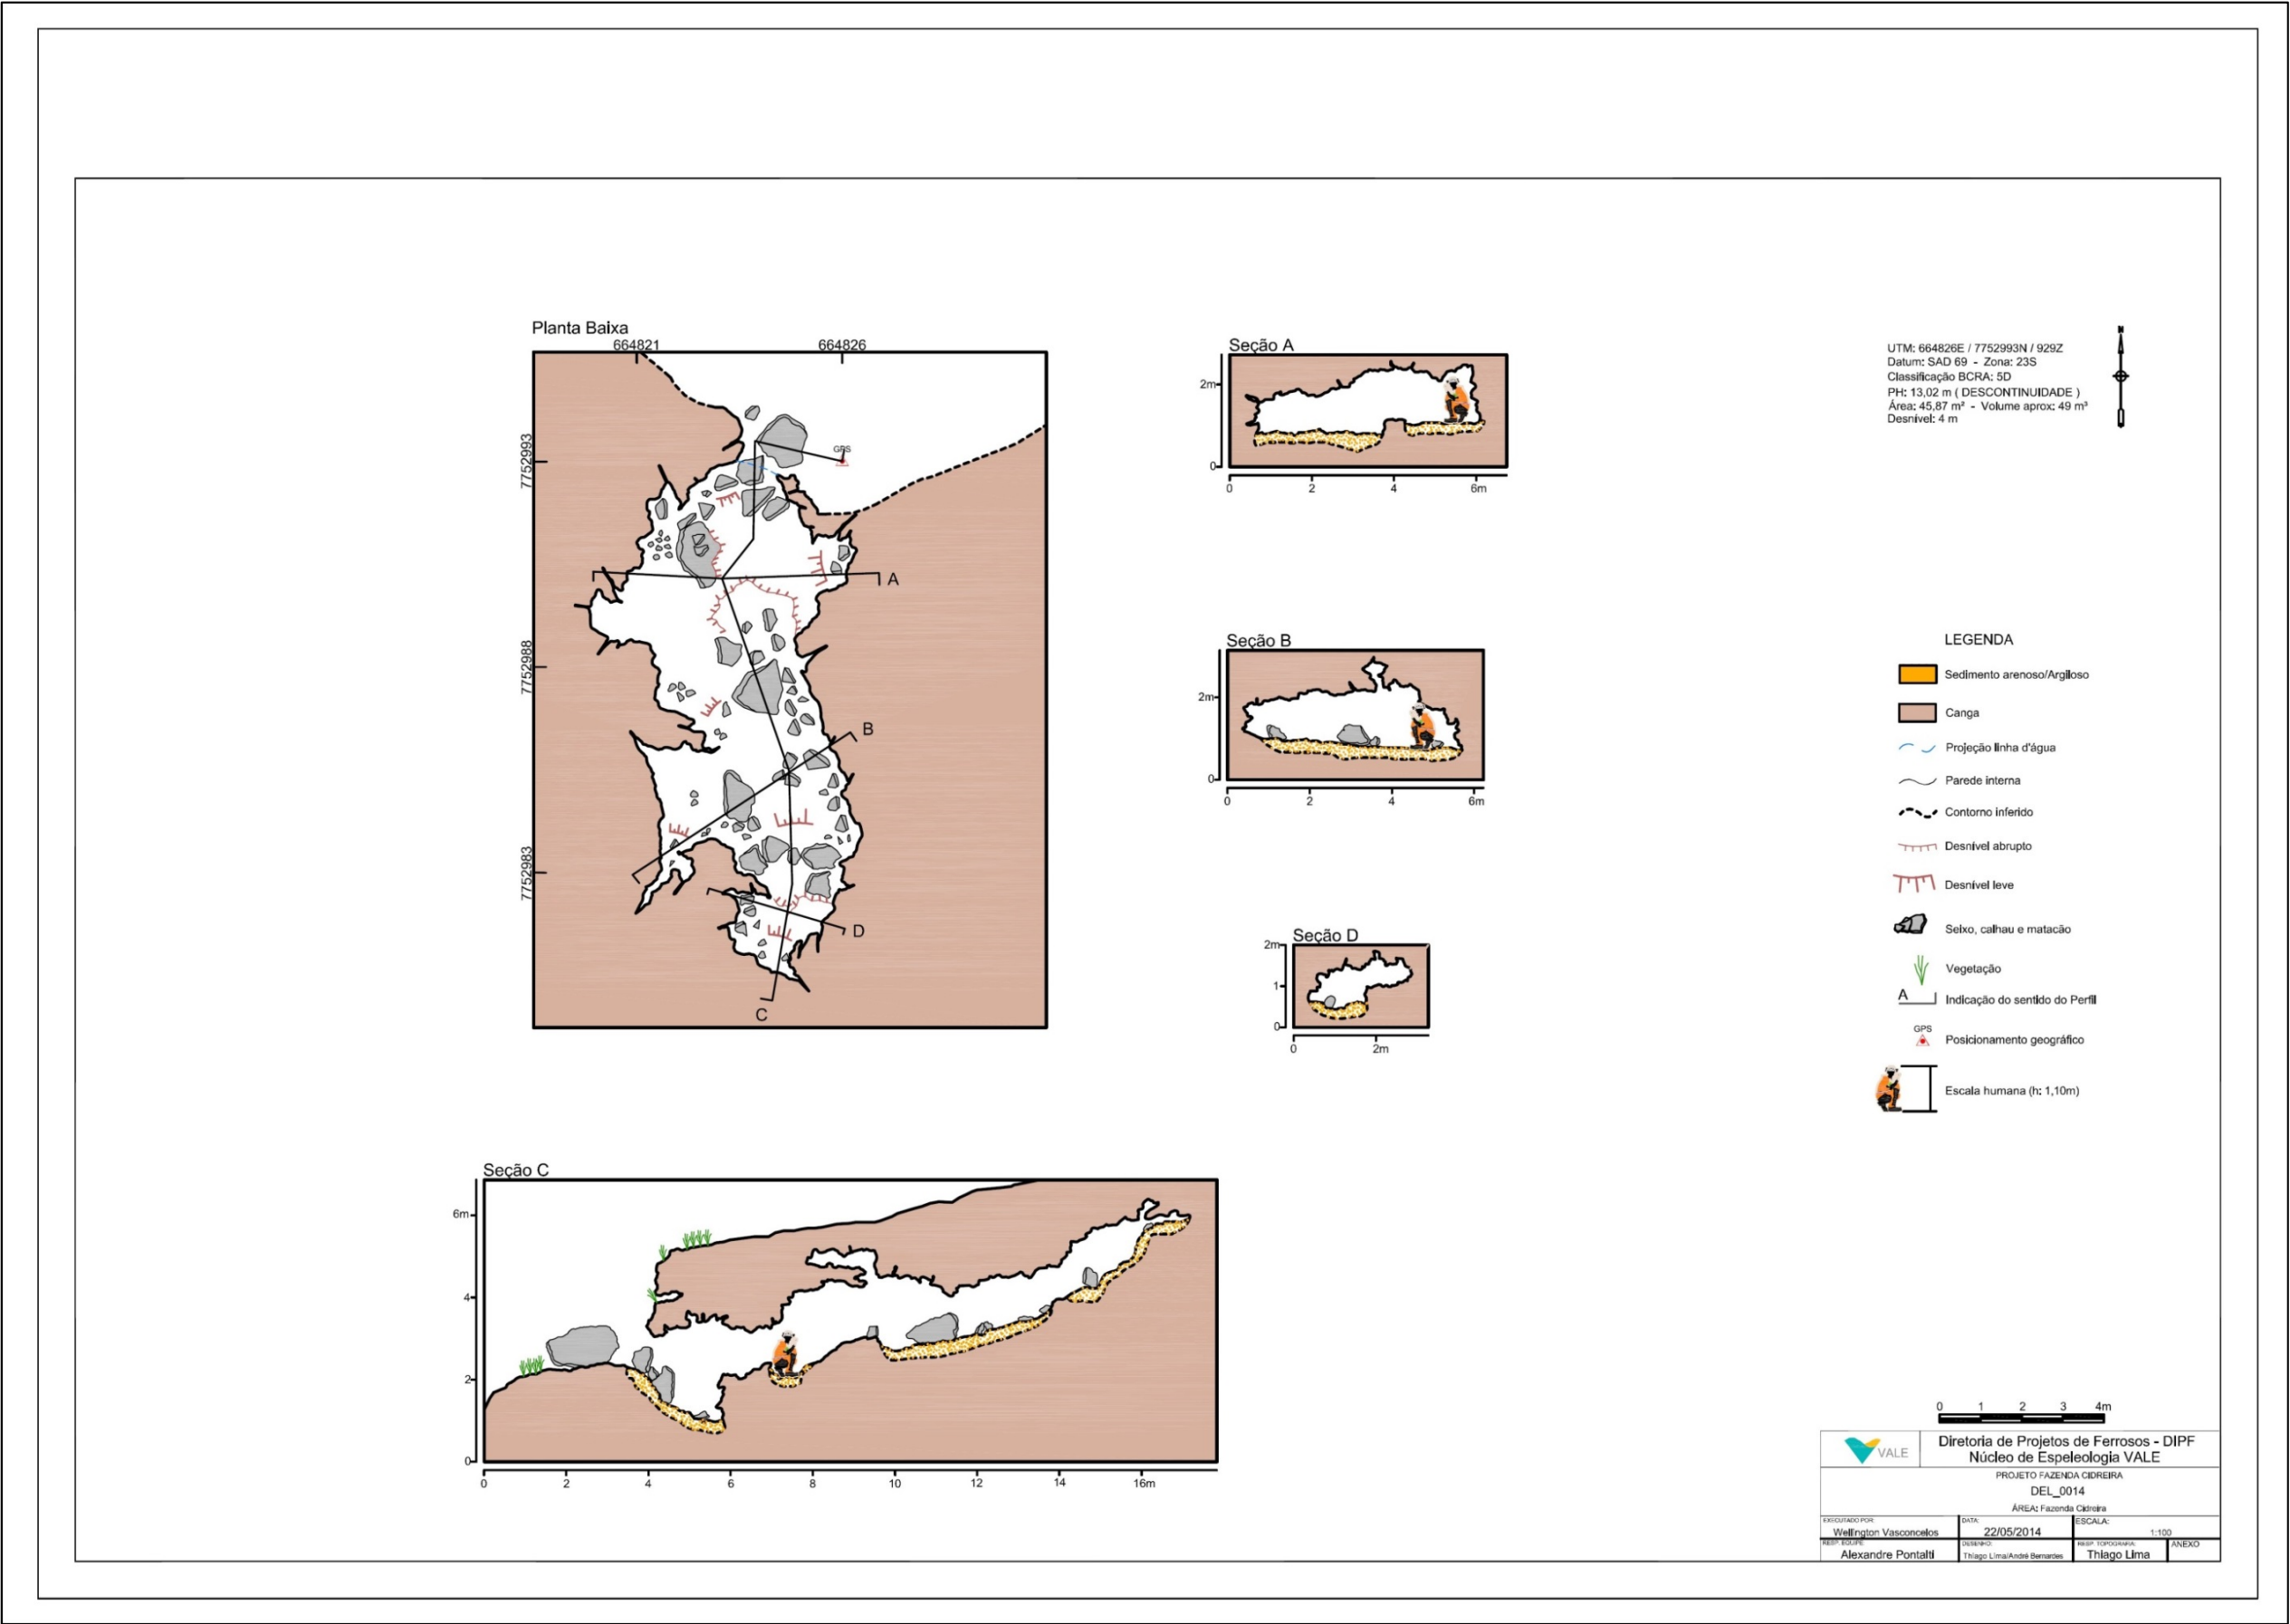 Planta Baixa
664821
664826
7752993
7752988
7752983
GPS
A
B
D
C
Seção A
2m
0
0
2
4
6m
Seção B
2m
0
0
2
4
6m
Seção D
2m
1
0
0
2m
Seção C
6m
4
2
0
0
2
4
6
8
10
12
14
16m
N
UTM: 664826E / 7752993N / 929Z
Datum: SAD 69 - Zona: 23S
Classificação BCRA: 5D
PH: 13,02 m ( DESCONTINUIDADE )
Área: 45,87 m² - Volume aprox: 49 m³
Desnível: 4 m
LEGENDA
Sedimento arenoso/Argiloso
Canga
Projeção linha d'água
Parede interna
Contorno inferido
Desnível abrupto
Desnível leve
Seixo, calhau e matacão
Vegetação
A
Indicação do sentido do Perfil
GPS
Posicionamento geográfico
Escala humana (h: 1,10m)
0 1 2 3 4m
VALE
Diretoria de Projetos de Ferrosos - DIPF
Núcleo de Espeleologia VALE
PROJETO FAZENDA CIDREIRA
DEL_0014
ÁREA: Fazenda Cidreira
EXECUTADO POR:
Wellington Vasconcelos
DATA:
22/05/2014
ESCALA:
1:100
RESP. EQUIPE:
Alexandre Pontalti
DESENHO:
Thiago Lima/André Bernardes
RESP. TOPOGRAFIA:
Thiago Lima
ANEXO